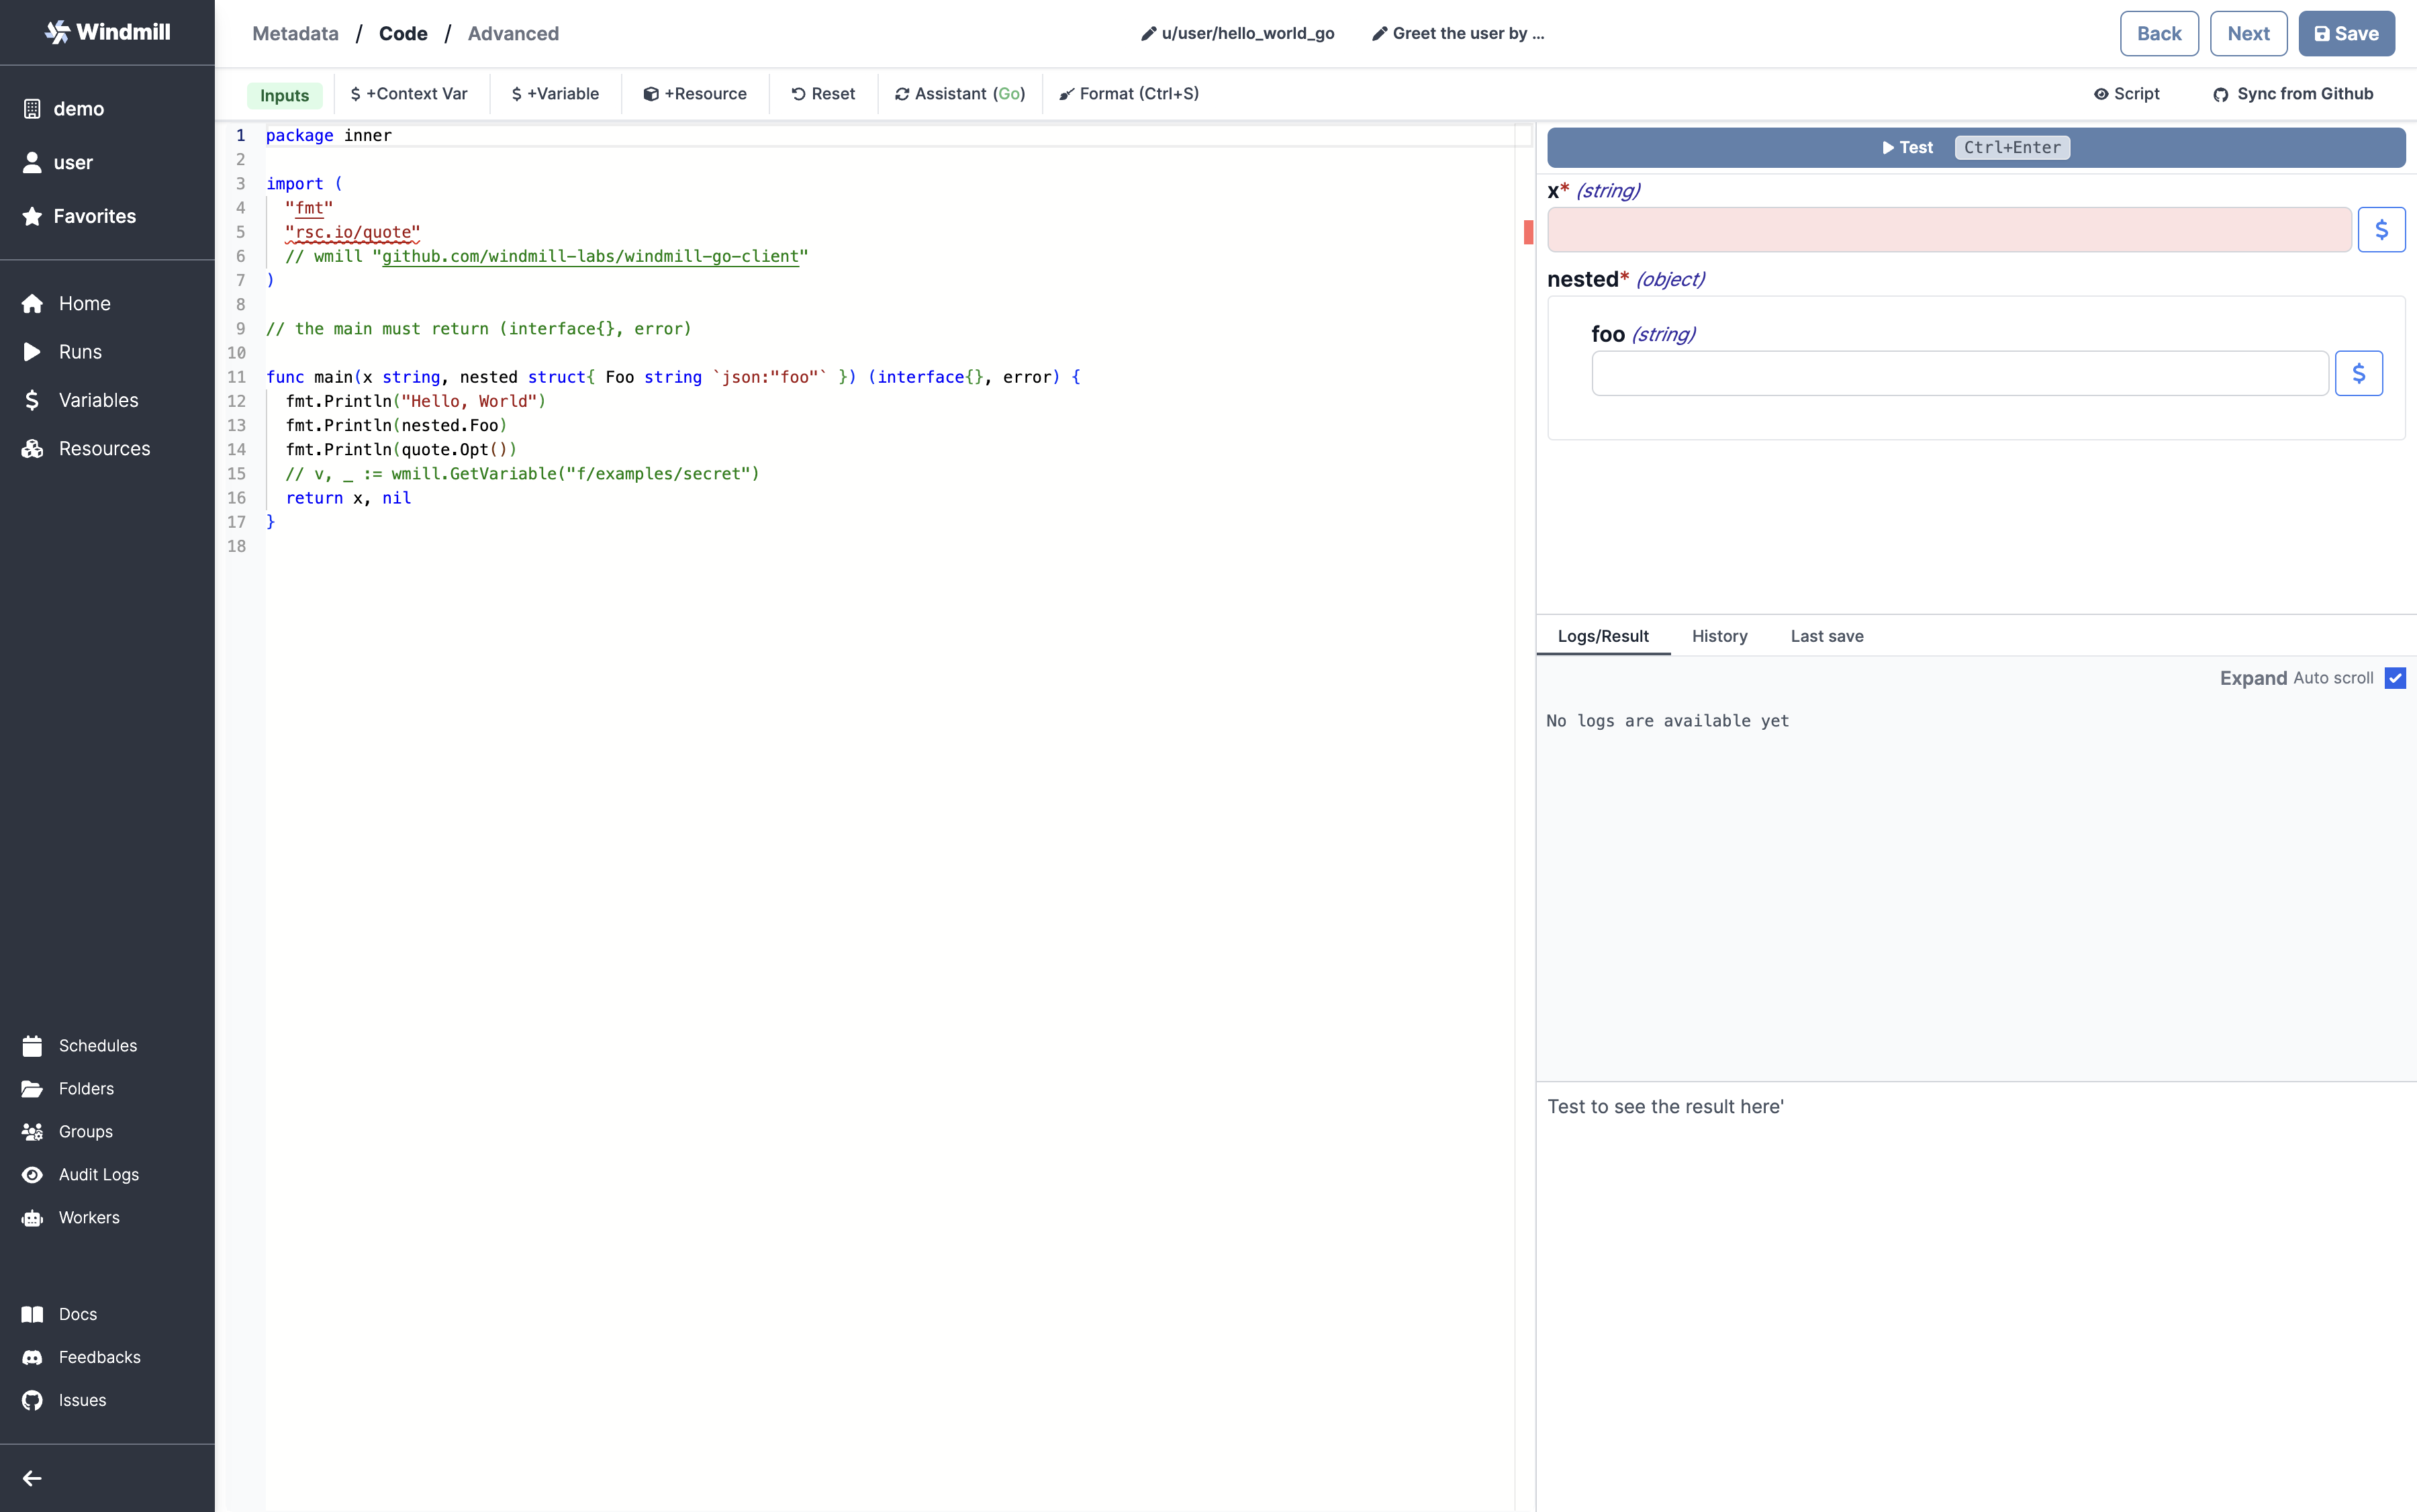 Windmill
demo
user
Favorites
Home
Runs
Variables
Resources
Schedules
Folders
Groups
Audit Logs
Workers
Docs
Feedbacks
Issues
Metadata / Code / Advanced
u/user/hello_world_go
Greet the user by ...
Back
Next
Save
Inputs
$ +Context Var
$ +Variable
+Resource
Reset
Assistant (Go)
Format (Ctrl+S)
Script
Sync from Github
1 package inner
2
3 import (
4 "fmt"
5 "rsc.io/quote"
6 // wmill "github.com/windmill-labs/windmill-go-client"
7 )
8
9 // the main must return (interface{}, error)
10
11 func main(x string, nested struct{ Foo string `json:"foo"` }) (interface{}, error) {
12 fmt.Println("Hello, World")
13 fmt.Println(nested.Foo)
14 fmt.Println(quote.Opt())
15 // v, _ := wmill.GetVariable("f/examples/secret")
16 return x, nil
17 }
18
Test Ctrl+Enter
x* (string)
$
nested* (object)
foo (string)
$
Logs/Result
History
Last save
Expand Auto scroll
No logs are available yet
Test to see the result here'